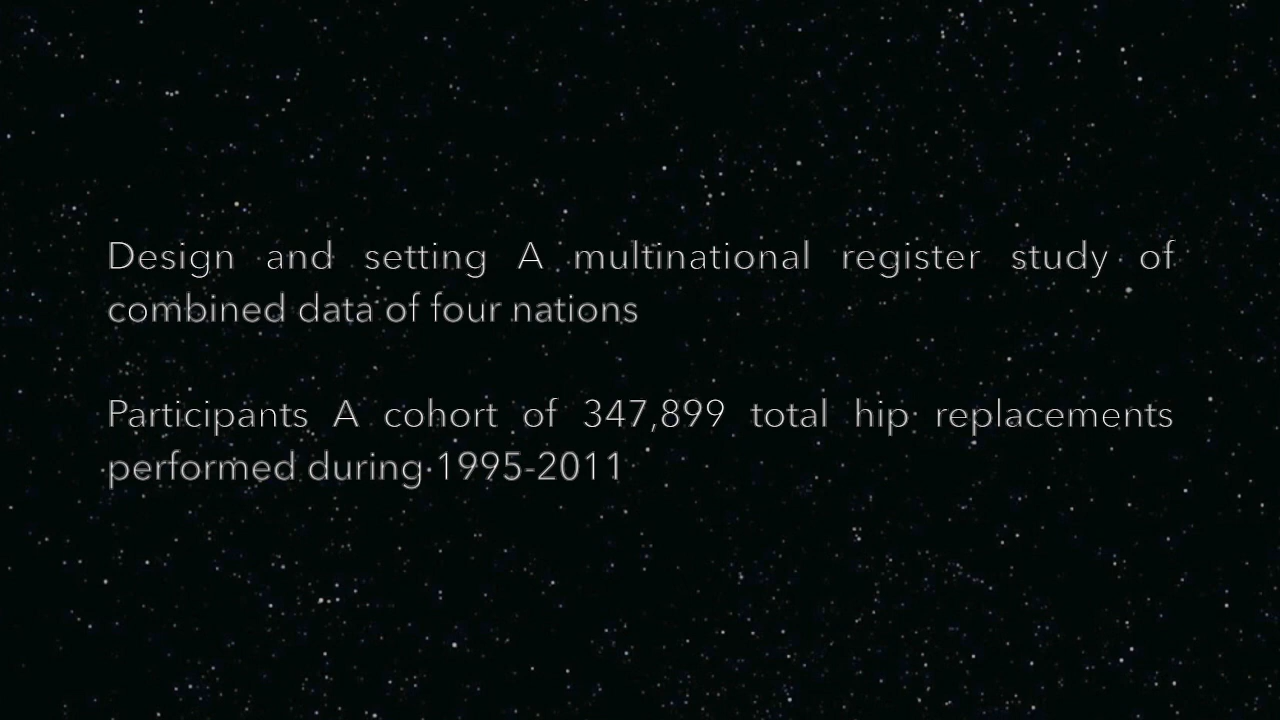 Design and setting A multinational register study of
combined data of four nations
Participants A cohort of 347,899 total hip replacements
performed during 1995-2011